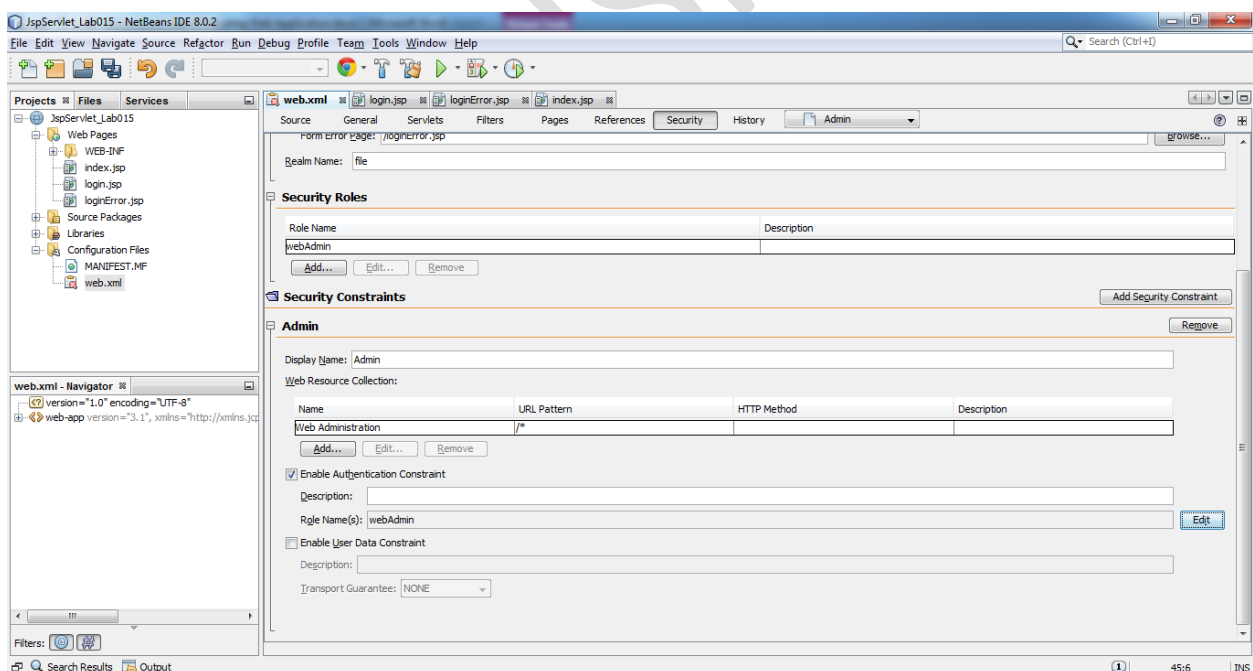 JspServlet_Lab015 - NetBeans IDE 8.0.2
File Edit View Navigate Source Refactor Run Debug Profile Team Tools Window Help
Search (Ctrl+I)
Projects Files Services
web.xml login.jsp loginError.jsp index.jsp
Source General Servlets Filters Pages References Security History Admin
JspServlet_Lab015
Web Pages
WEB-INF
index.jsp
login.jsp
loginError.jsp
Source Packages
Libraries
Configuration Files
MANIFEST.MF
web.xml
Form Error Page: /loginError.jsp Browse...
Realm Name: file
Security Roles
Role Name Description
webAdmin
Add... Edit... Remove
Security Constraints Add Security Constraint
Admin Remove
Display Name: Admin
Web Resource Collection:
Name URL Pattern HTTP Method Description
Web Administration /*
Add... Edit... Remove
Enable Authentication Constraint
Description:
Role Name(s): webAdmin Edit
Enable User Data Constraint
Description:
Transport Guarantee: NONE
web.xml - Navigator
version="1.0" encoding="UTF-8"
web-app version="3.1", xmlns="http://xmlns.jcp
Filters:
Search Results Output
1 45:6 INS